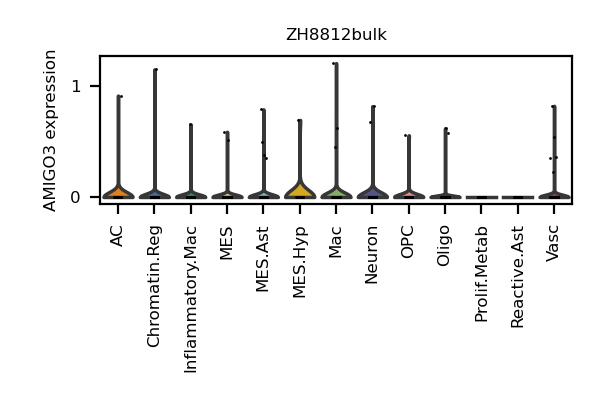 ZH8812bulk
AMIGO3 expression
1
0
AC
Chromatin.Reg
Inflammatory.Mac
MES
MES.Ast
MES.Hyp
Mac
Neuron
OPC
Oligo
Prolif.Metab
Reactive.Ast
Vasc